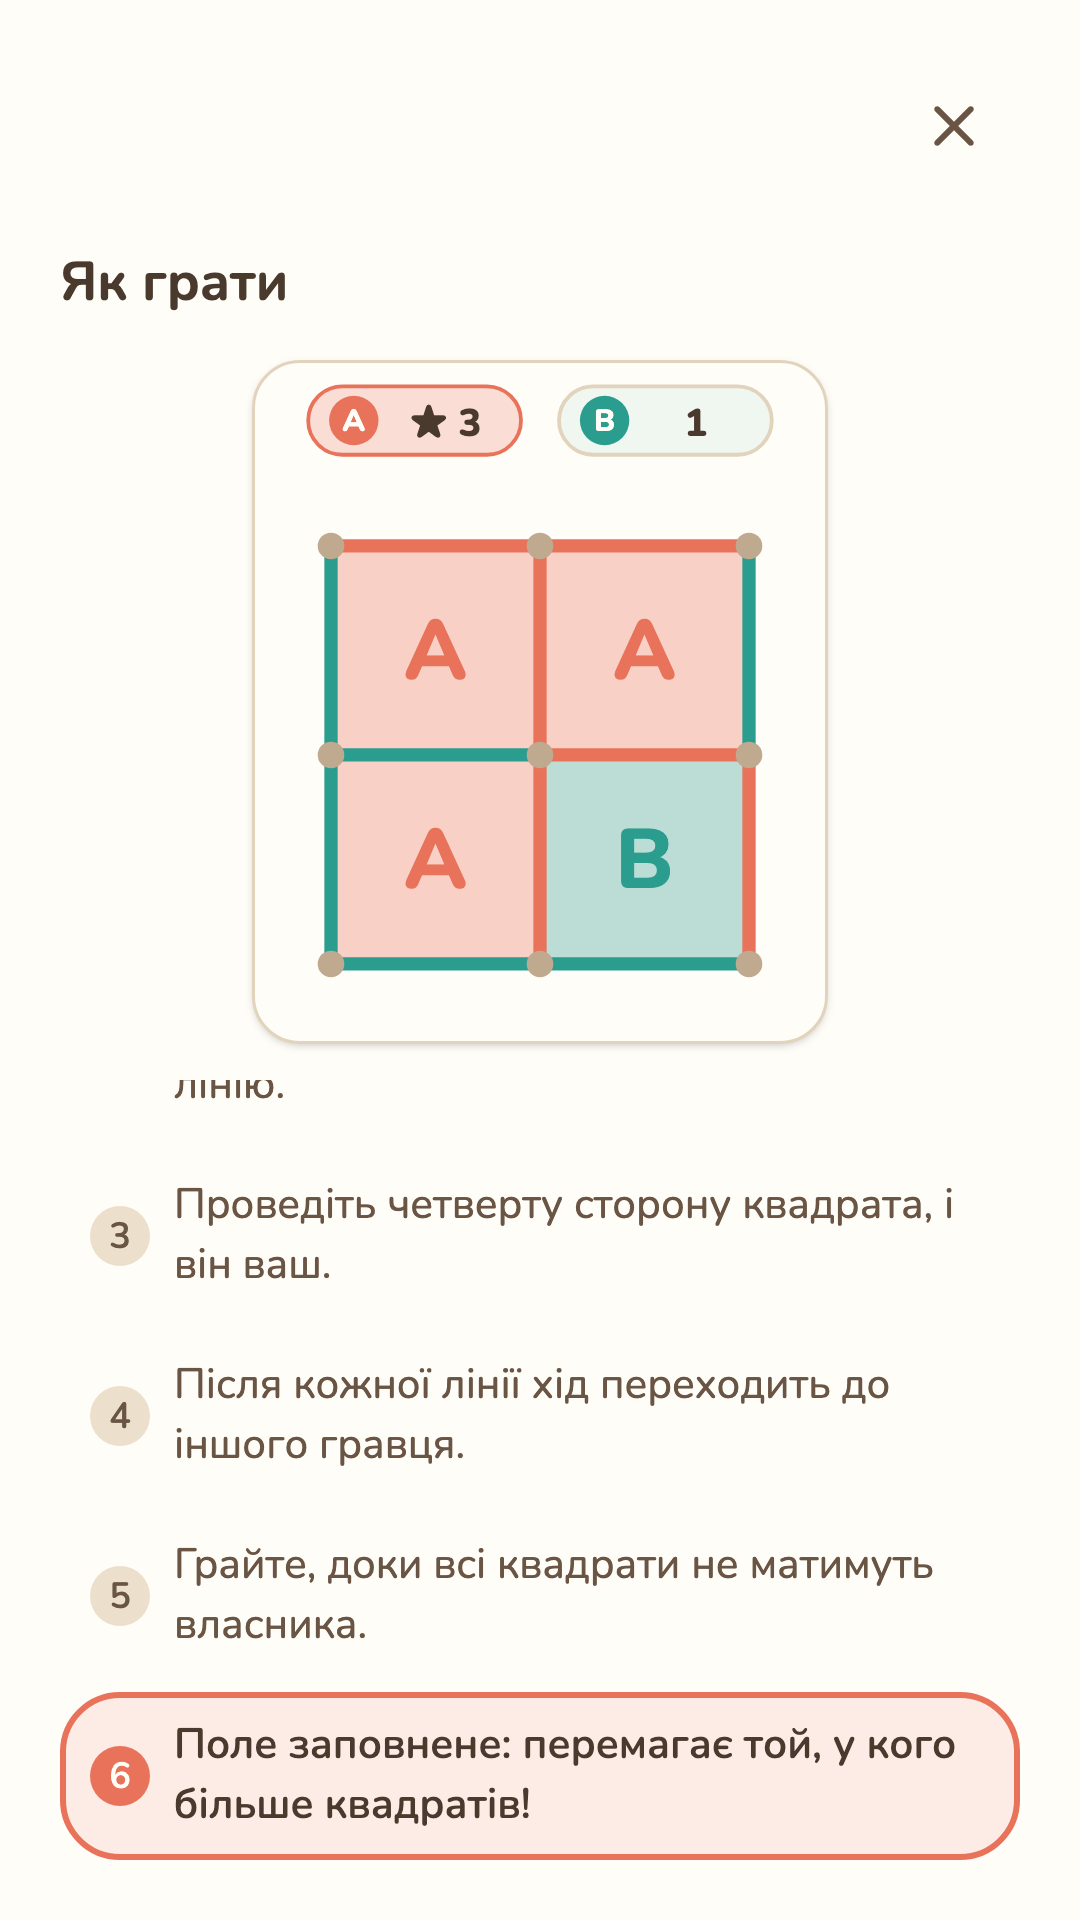 Як грати
A ★ 3
B 1
A A
A B
лінію.
3 Проведіть четверту сторону квадрата, і
він ваш.
4 Після кожної лінії хід переходить до
іншого гравця.
5 Грайте, доки всі квадрати не матимуть
власника.
6 Поле заповнене: перемагає той, у кого
більше квадратів!